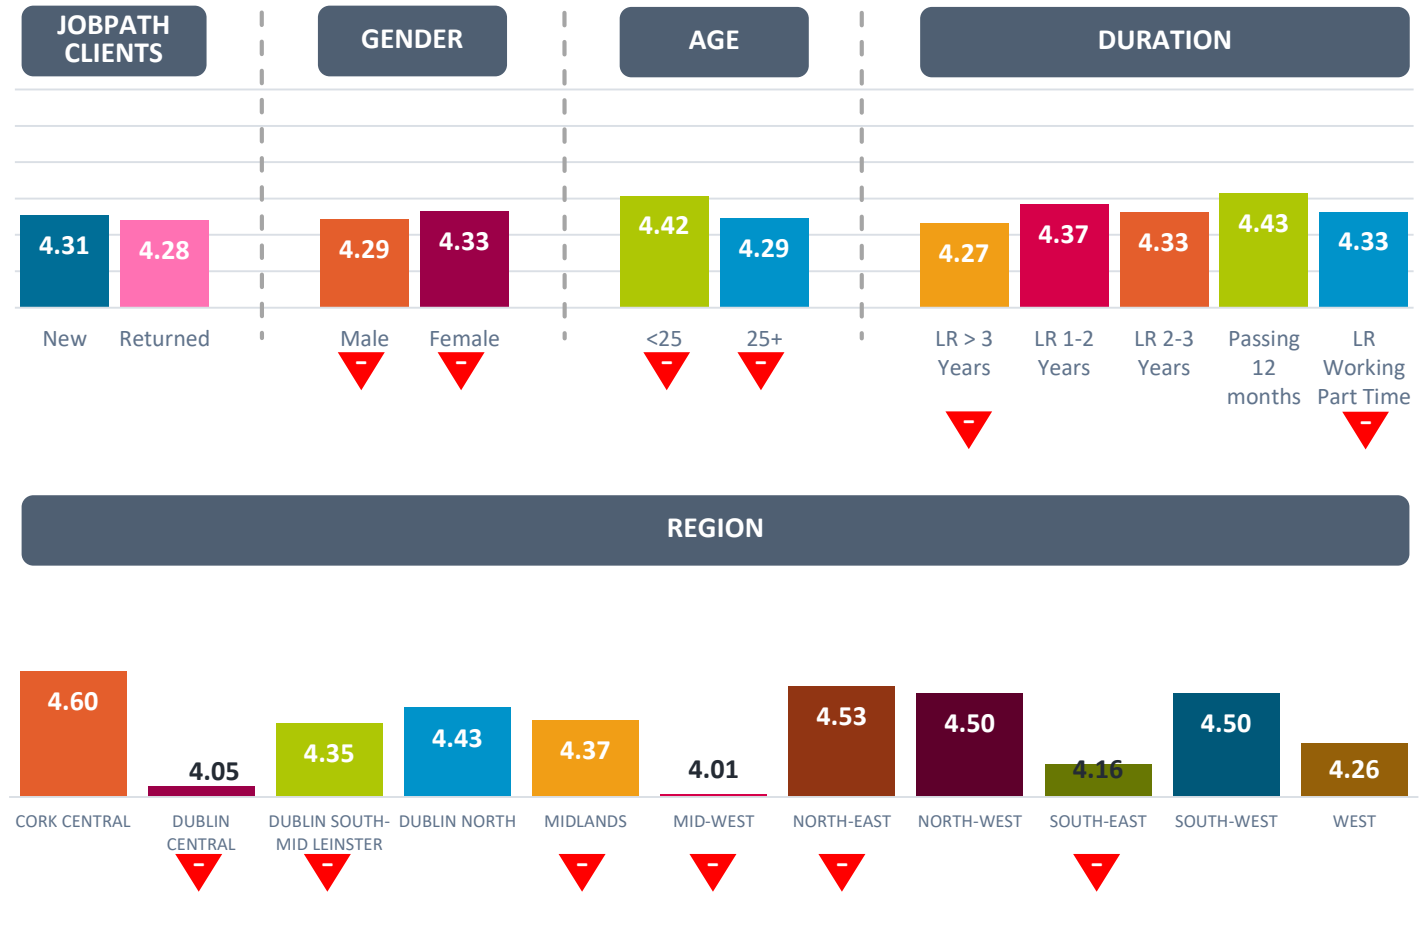 JOBPATH
CLIENTS
GENDER
AGE
DURATION
4.31
4.28
4.29
4.33
4.42
4.29
4.27
4.37
4.33
4.43
4.33
New
Returned
Male
Female
<25
25+
LR > 3
Years
LR 1-2
Years
LR 2-3
Years
Passing
12
months
LR
Working
Part Time
-
-
-
-
-
-
REGION
4.60
4.05
4.35
4.43
4.37
4.01
4.53
4.50
4.16
4.50
4.26
CORK CENTRAL
DUBLIN
CENTRAL
DUBLIN SOUTH-
MID LEINSTER
DUBLIN NORTH
MIDLANDS
MID-WEST
NORTH-EAST
NORTH-WEST
SOUTH-EAST
SOUTH-WEST
WEST
-
-
-
-
-
-